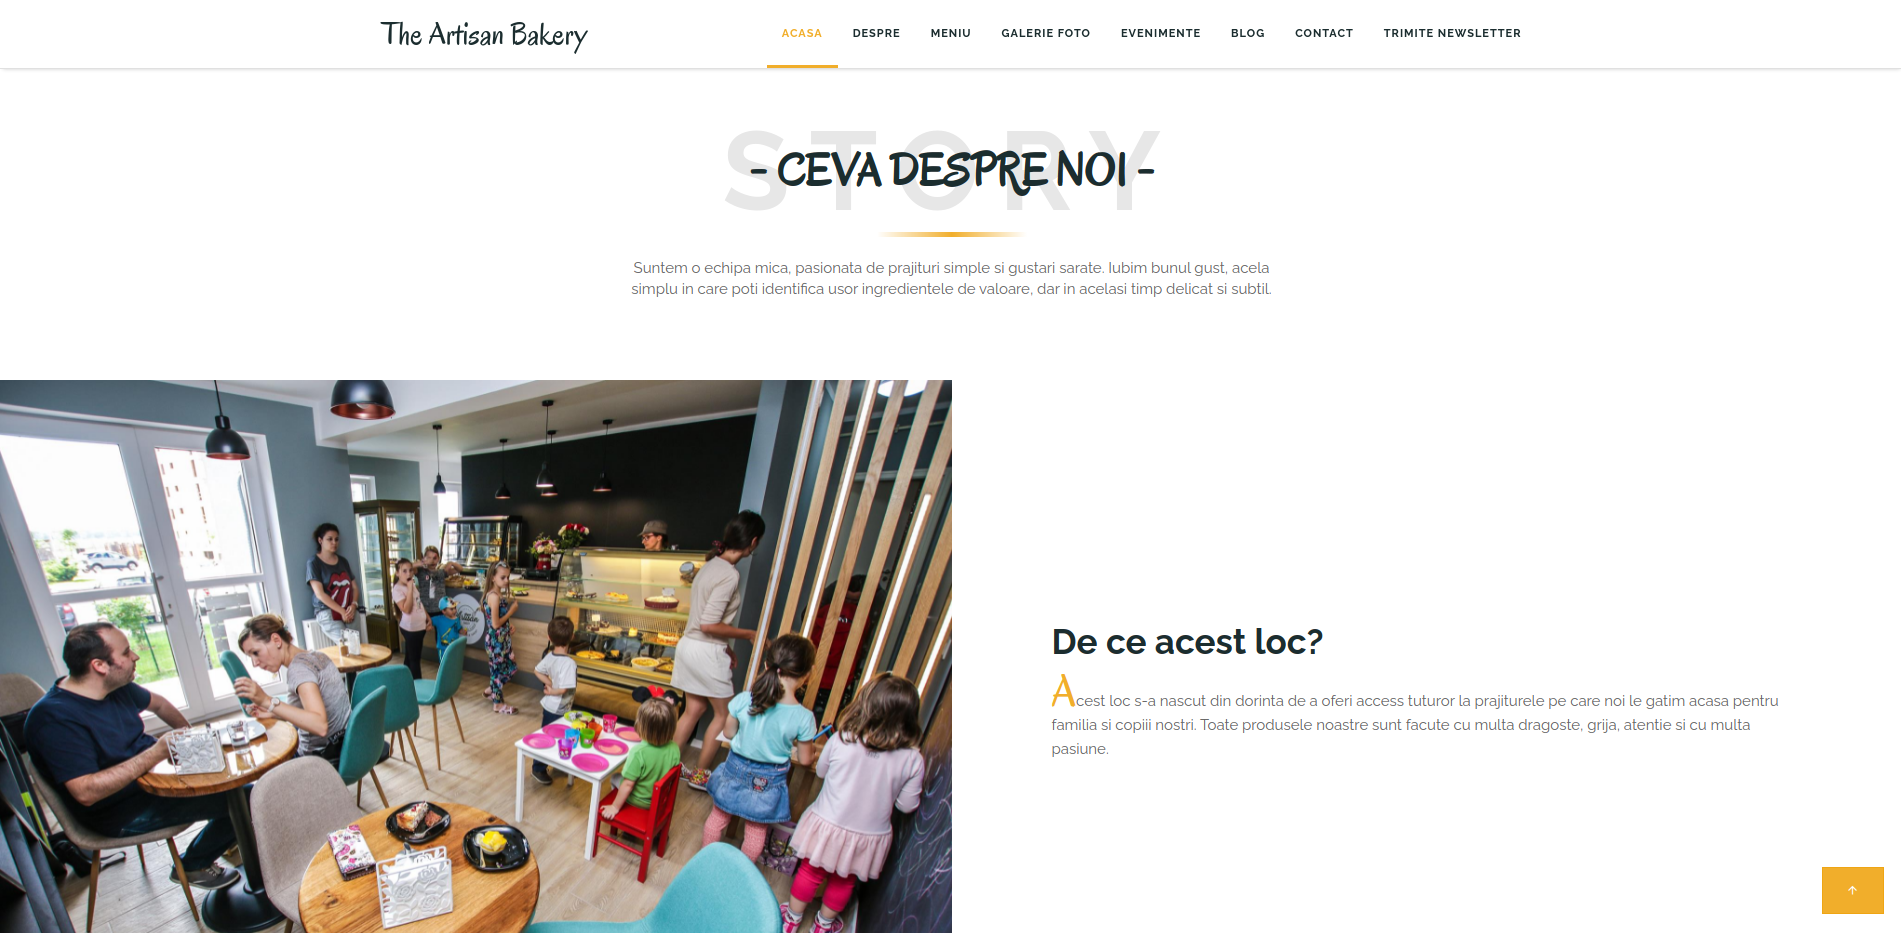 The Artisan Bakery
ACASA DESPRE MENIU GALERIE FOTO EVENIMENTE BLOG CONTACT TRIMITE NEWSLETTER
STORY
- CEVA DESPRE NOI -
Suntem o echipa mica, pasionata de prajituri simple si gustari sarate. Iubim bunul gust, acela
simplu in care poti identifica usor ingredientele de valoare, dar in acelasi timp delicat si subtil.
De ce acest loc?
Acest loc s-a nascut din dorinta de a oferi access tuturor la prajiturele pe care noi le gatim acasa pentru
familia si copiii nostri. Toate produsele noastre sunt facute cu multa dragoste, grija, atentie si cu multa
pasiune.